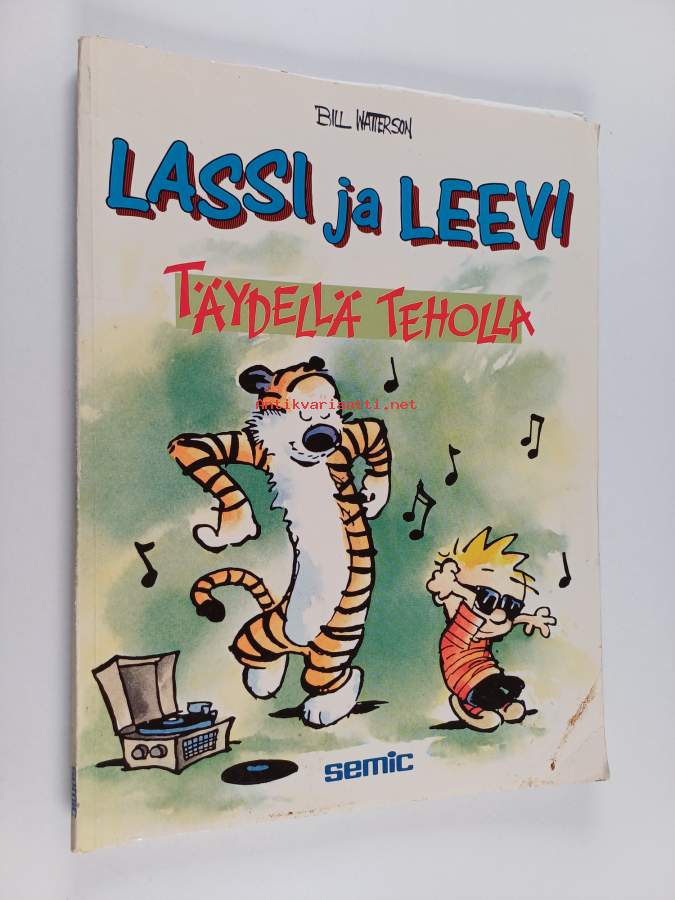 BILL WATTERSON
LASSI ja LEEVI
TÄYDELLÄ TEHOLLA
Antikvariaatti.net
semic
semic